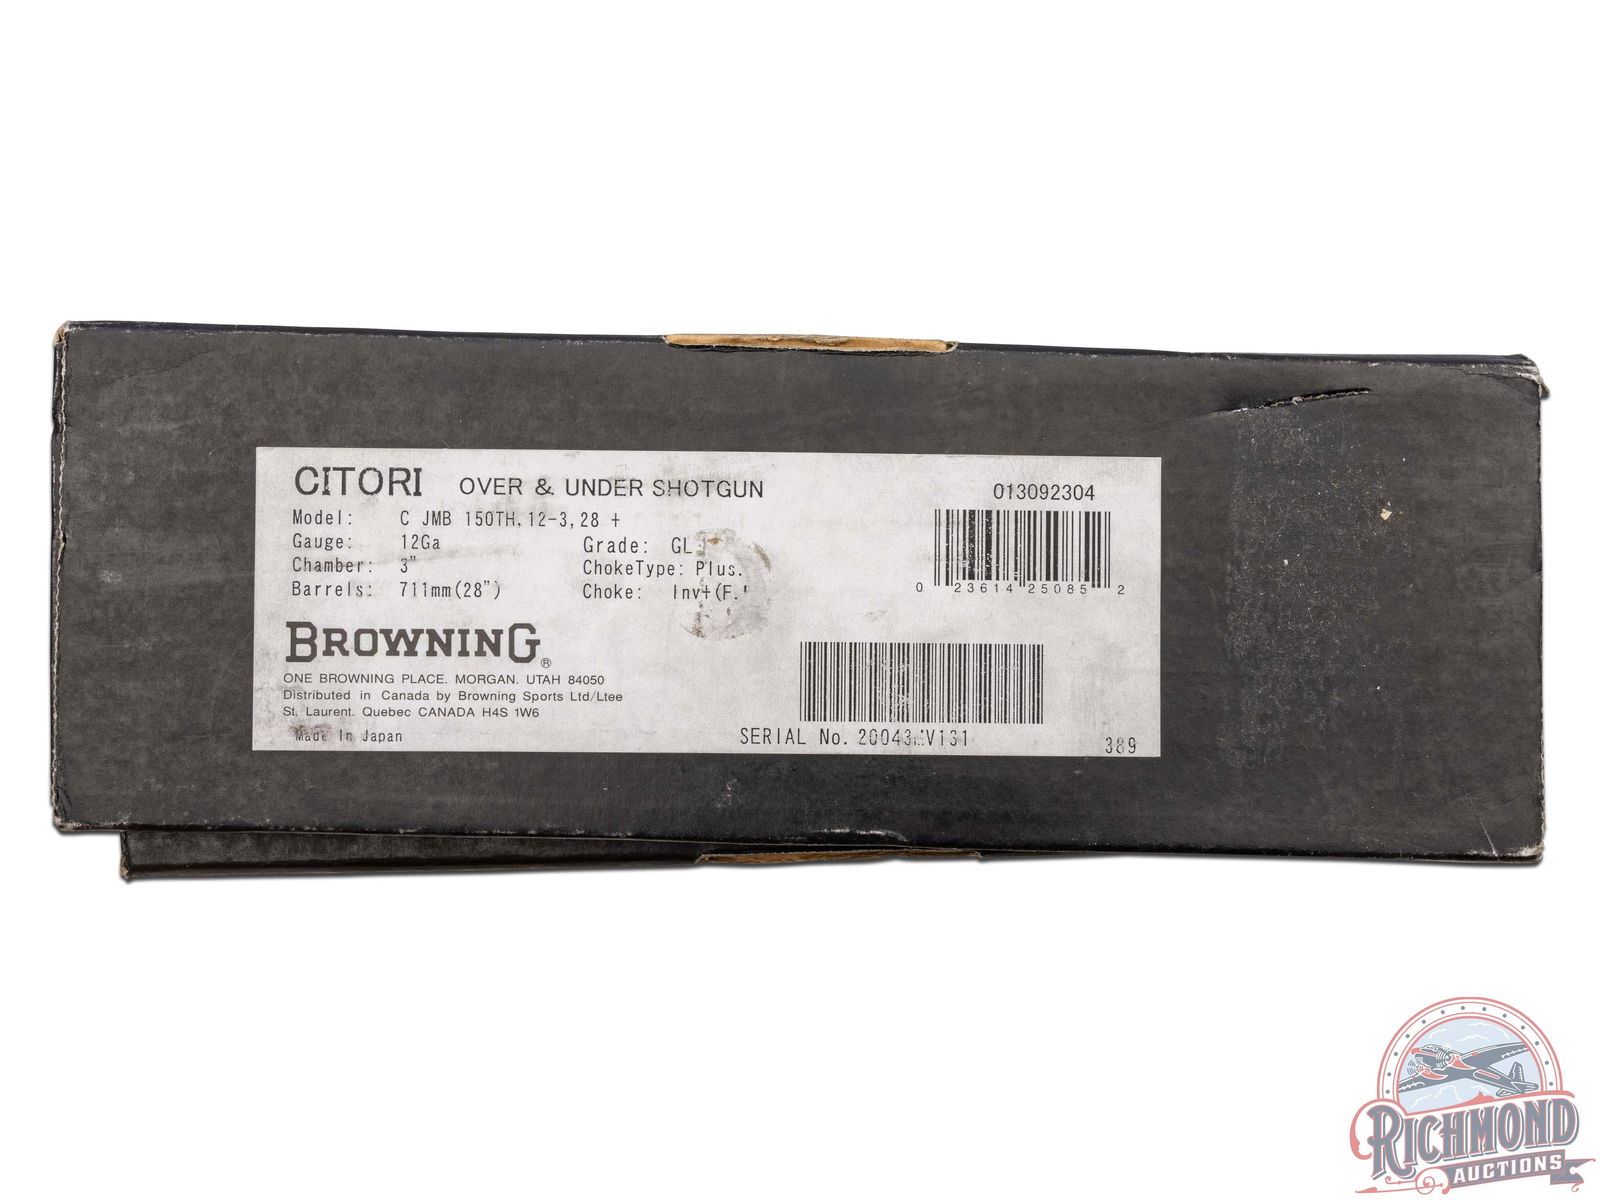 CITORI OVER & UNDER SHOTGUN
013092304
Model: C JMB 150TH, 12-3, 28 +
Gauge: 12Ga
Grade: GL
Chamber: 3"
ChokeType: Plus.
Barrels: 711mm(28")
Choke: Inv+(F.
0 23614 25085 2
BROWNING®
ONE BROWNING PLACE. MORGAN. UTAH 84050
Distributed in Canada by Browning Sports Ltd/Ltee
St. Laurent. Quebec CANADA H4S 1W6
Made In Japan
SERIAL No.
389
RICHMOND
AUCTIONS